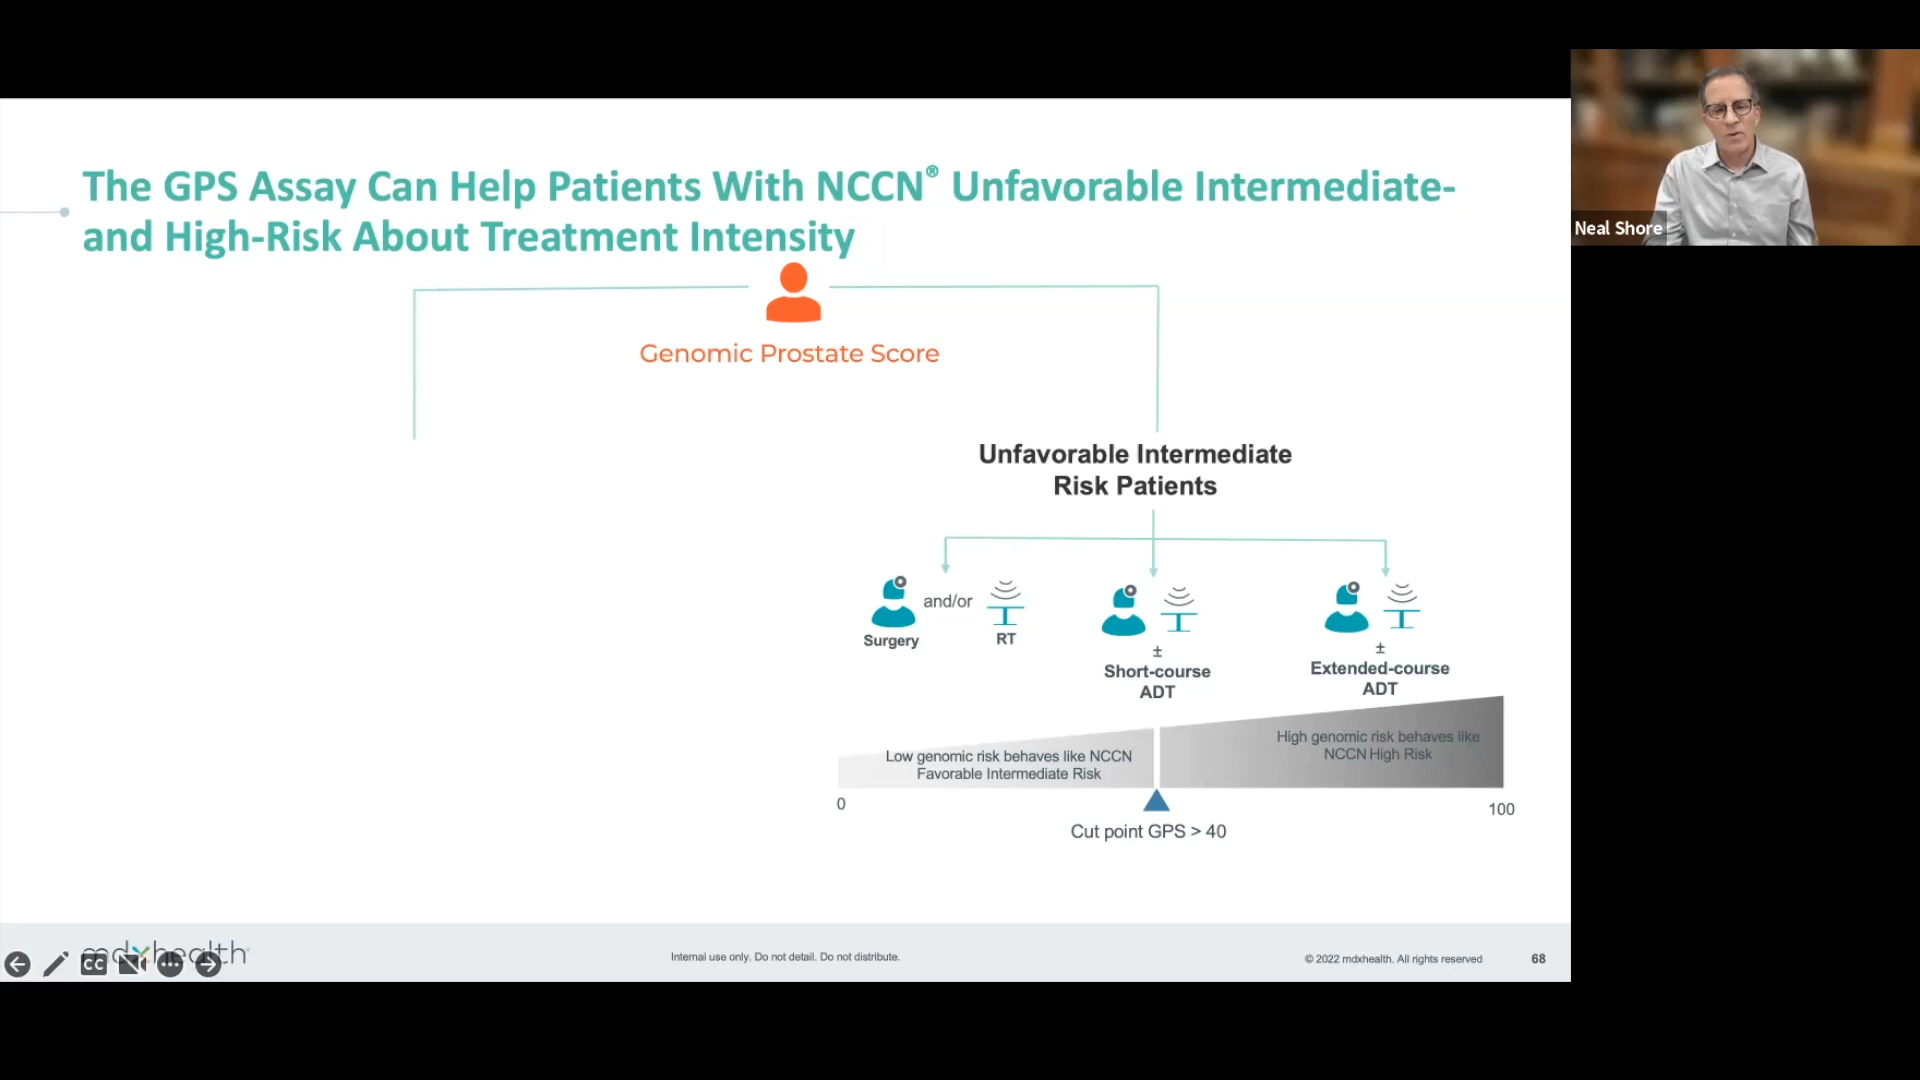 The GPS Assay Can Help Patients With NCCN® Unfavorable Intermediate-
and High-Risk About Treatment Intensity
Neal Shore
Genomic Prostate Score
Unfavorable Intermediate
Risk Patients
and/or
Surgery
RT
±
Short-course
ADT
±
Extended-course
ADT
Low genomic risk behaves like NCCN
Favorable Intermediate Risk
High genomic risk behaves like
NCCN High Risk
0
100
Cut point GPS > 40
mdxhealth
CC
Internal use only. Do not detail. Do not distribute.
© 2022 mdxhealth. All rights reserved
68